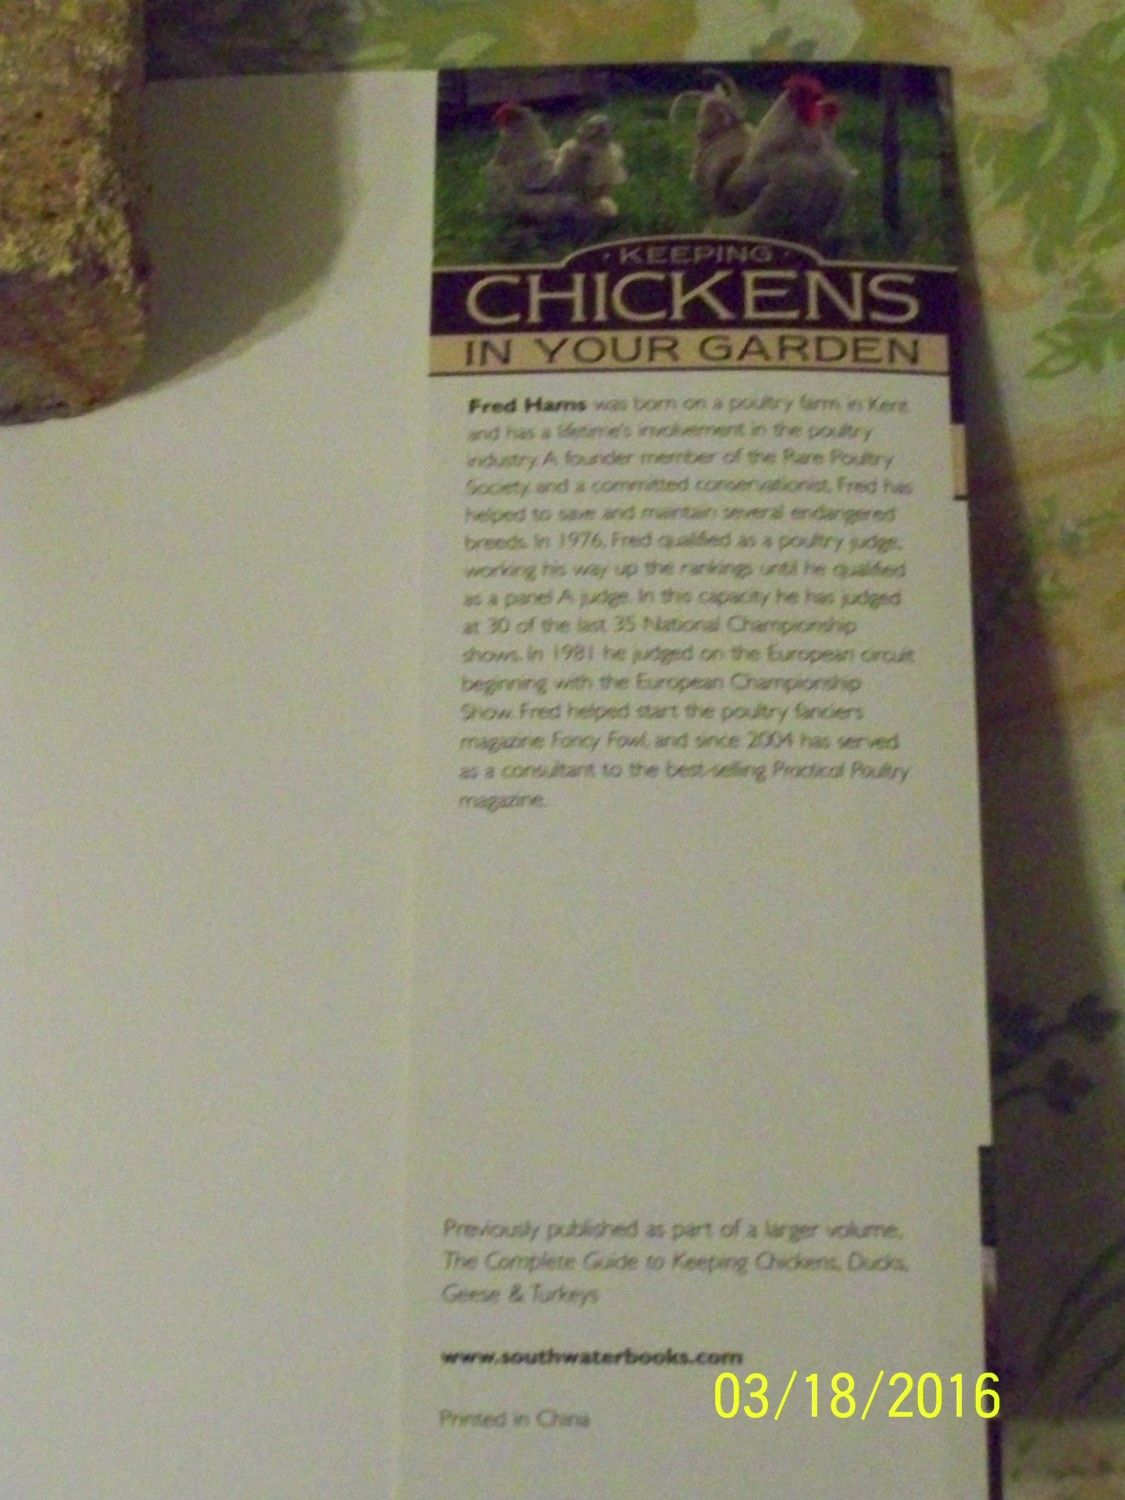 · KEEPING ·
CHICKENS
IN YOUR GARDEN
Fred Hams was born on a poultry farm in Kent
and has a lifetime's involvement in the poultry
industry. A founder member of the Rare Poultry
Society and a committed conservationist, Fred has
helped to save and maintain several endangered
breeds. In 1976, Fred qualified as a poultry judge,
working his way up the rankings until he qualified
as a panel A judge. In this capacity he has judged
at 30 of the last 35 National Championship
shows. In 1981 he judged on the European circuit
beginning with the European Championship
Show. Fred helped start the poultry fanciers
magazine Fancy Fowl, and since 2004 has served
as a consultant to the best-selling Practical Poultry
magazine.
Previously published as part of a larger volume,
The Complete Guide to Keeping Chickens, Ducks,
Geese & Turkeys
www.southwaterbooks.com
03/18/2016
Printed in China